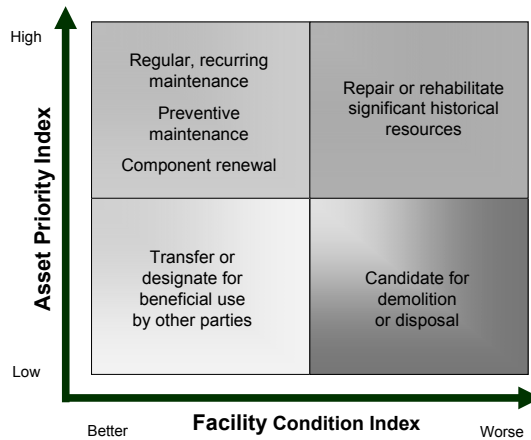 High
Regular, recurring
maintenance
Preventive
maintenance
Component renewal
Repair or rehabilitate
significant historical
resources
Asset Priority Index
Transfer or
designate for
beneficial use
by other parties
Candidate for
demolition
or disposal
Low
Better
Facility Condition Index
Worse